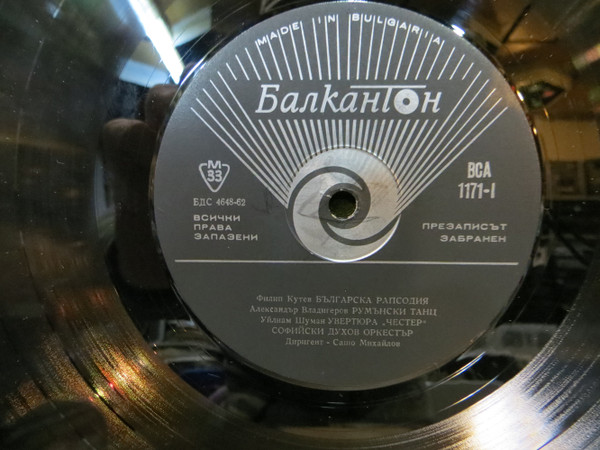 MADE IN BULGARIA
Балкантон
М
33
БДС 4648-62
ВСА
1171-I
ВСИЧКИ
ПРАВА
ЗАПАЗЕНИ
ПРЕЗАПИСЪТ
ЗАБРАНЕН
Филип Кутев БЪЛГАРСКА РАПСОДИЯ
Александър Владигеров РУМЪНСКИ ТАНЦ
Уйлиам Шуман УВЕРТЮРА „ЧЕСТЕР“
СОФИЙСКИ ДУХОВ ОРКЕСТЪР
Диригент - Сашо Михайлов